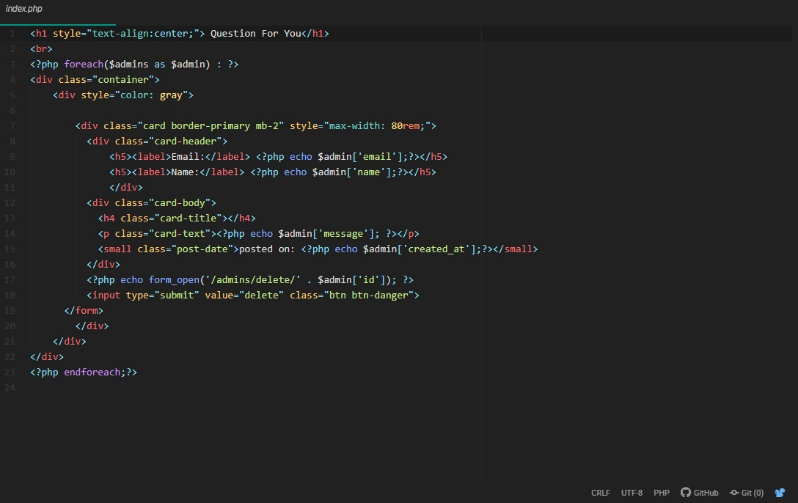 index.php
1 <h1 style="text-align:center;"> Question For You</h1>
2 <br>
3 <?php foreach($admins as $admin) : ?>
4 <div class="container">
5 <div style="color: gray">
6
7 <div class="card border-primary mb-2" style="max-width: 80rem;">
8 <div class="card-header">
9 <h5><label>Email:</label> <?php echo $admin['email'];?></h5>
10 <h5><label>Name:</label> <?php echo $admin['name'];?></h5>
11 </div>
12 <div class="card-body">
13 <h4 class="card-title"></h4>
14 <p class="card-text"><?php echo $admin['message']; ?></p>
15 <small class="post-date">posted on: <?php echo $admin['created_at'];?></small>
16 </div>
17 <?php echo form_open('/admins/delete/' . $admin['id']); ?>
18 <input type="submit" value="delete" class="btn btn-danger">
19 </form>
20 </div>
21 </div>
22 </div>
23 <?php endforeach;?>
24
CRLF UTF-8 PHP GitHub Git (0)